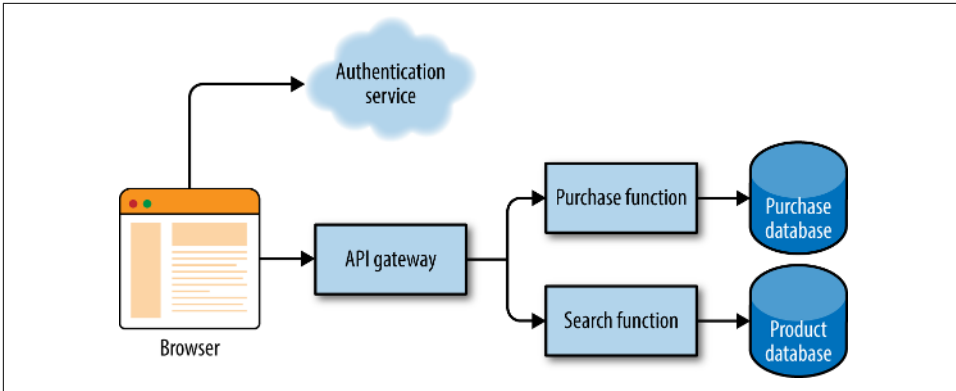 Authentication
service
Purchase function
Purchase
database
API gateway
Search function
Product
database
Browser